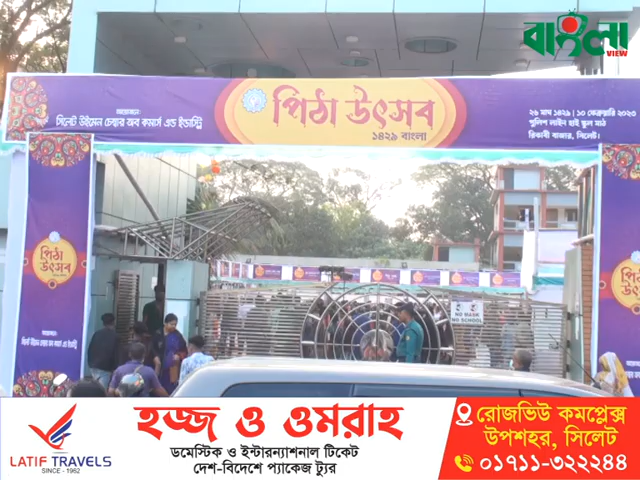 বাংলা
VIEW
আয়োজনে:
সিলেট উইমেন চেম্বার অব কমার্স এন্ড ইন্ডাস্ট্রি
পিঠা উৎসব
১৪২৯ বাংলা
২৬ মাঘ ১৪২৯ | ১০ ফেব্রুয়ারি ২০২৩
পুলিশ লাইন হাই স্কুল মাঠ
রিকাবী বাজার, সিলেট।
পিঠা
উৎসব
NO MASK
NO SCHOOL
LATIF TRAVELS
SINCE - 1952
হজ্জ ও ওমরাহ
ডমেস্টিক ও ইন্টারন্যাশনাল টিকেট
দেশ-বিদেশে প্যাকেজ ট্যুর
রোজভিউ কমপ্লেক্স
উপশহর, সিলেট
০১৭১১-৩২২২৪৪